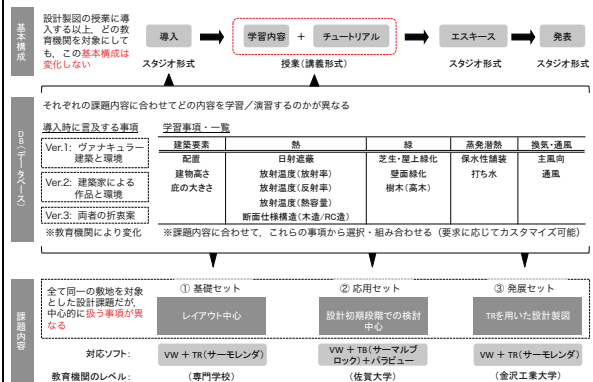 基本構成
設計製図の授業に導
入する以上，どの教
育機関を対象にして
も，この基本構成は
変化しない
導入
学習内容 + チュートリアル
エスキース
発表
スタジオ形式
授業（講義形式）
スタジオ形式
スタジオ形式
DB（データベース）
それぞれの課題内容に合わせてどの内容を学習／演習するのかが異なる
導入時に言及する事項
Ver.1: ヴァナキュラー
建築と環境
Ver.2: 建築家による
作品と環境
Ver.3: 両者の折衷案
※教育機関により変化
学習事項・一覧
建築要素 熱 緑 蒸発潜熱 換気・通風
配置 日射遮蔽 芝生・屋上緑化 保水性舗装 主風向
建物高さ 放射温度(放射率) 壁面緑化 打ち水 通風
庇の大きさ 放射温度(反射率) 樹木(高木)
放射温度(熱容量)
断面仕様構造(木造/RC造)
※課題内容に合わせて，これらの事項から選択・組み合わせる（要求に応じてカスタマイズ可能）
課題内容
全て同一の敷地を対象
とした設計課題だが，
中心的に扱う事項が異
なる
① 基礎セット
② 応用セット
③ 発展セット
レイアウト中心
設計初期段階での検討
中心
TRを用いた設計製図
対応ソフト:
VW + TR(サーモレンダ)
VW + TB(サーマルブ
ロック)+パラビュー
VW + TR(サーモレンダ)
教育機関のレベル:
(専門学校)
(佐賀大学)
(金沢工業大学)